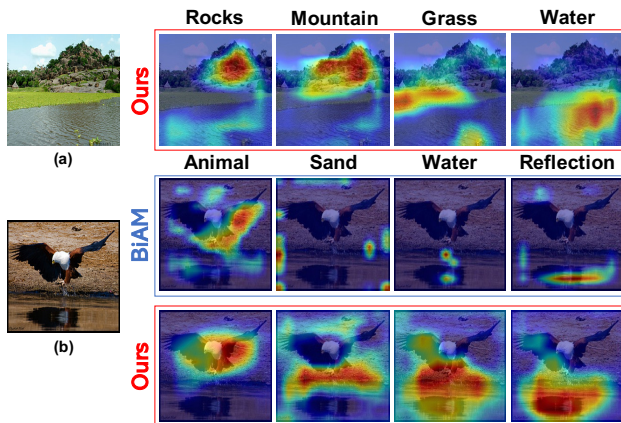 Rocks Mountain Grass Water
Ours
(a)
Animal Sand Water Reflection
BiAM
Ours
(b)